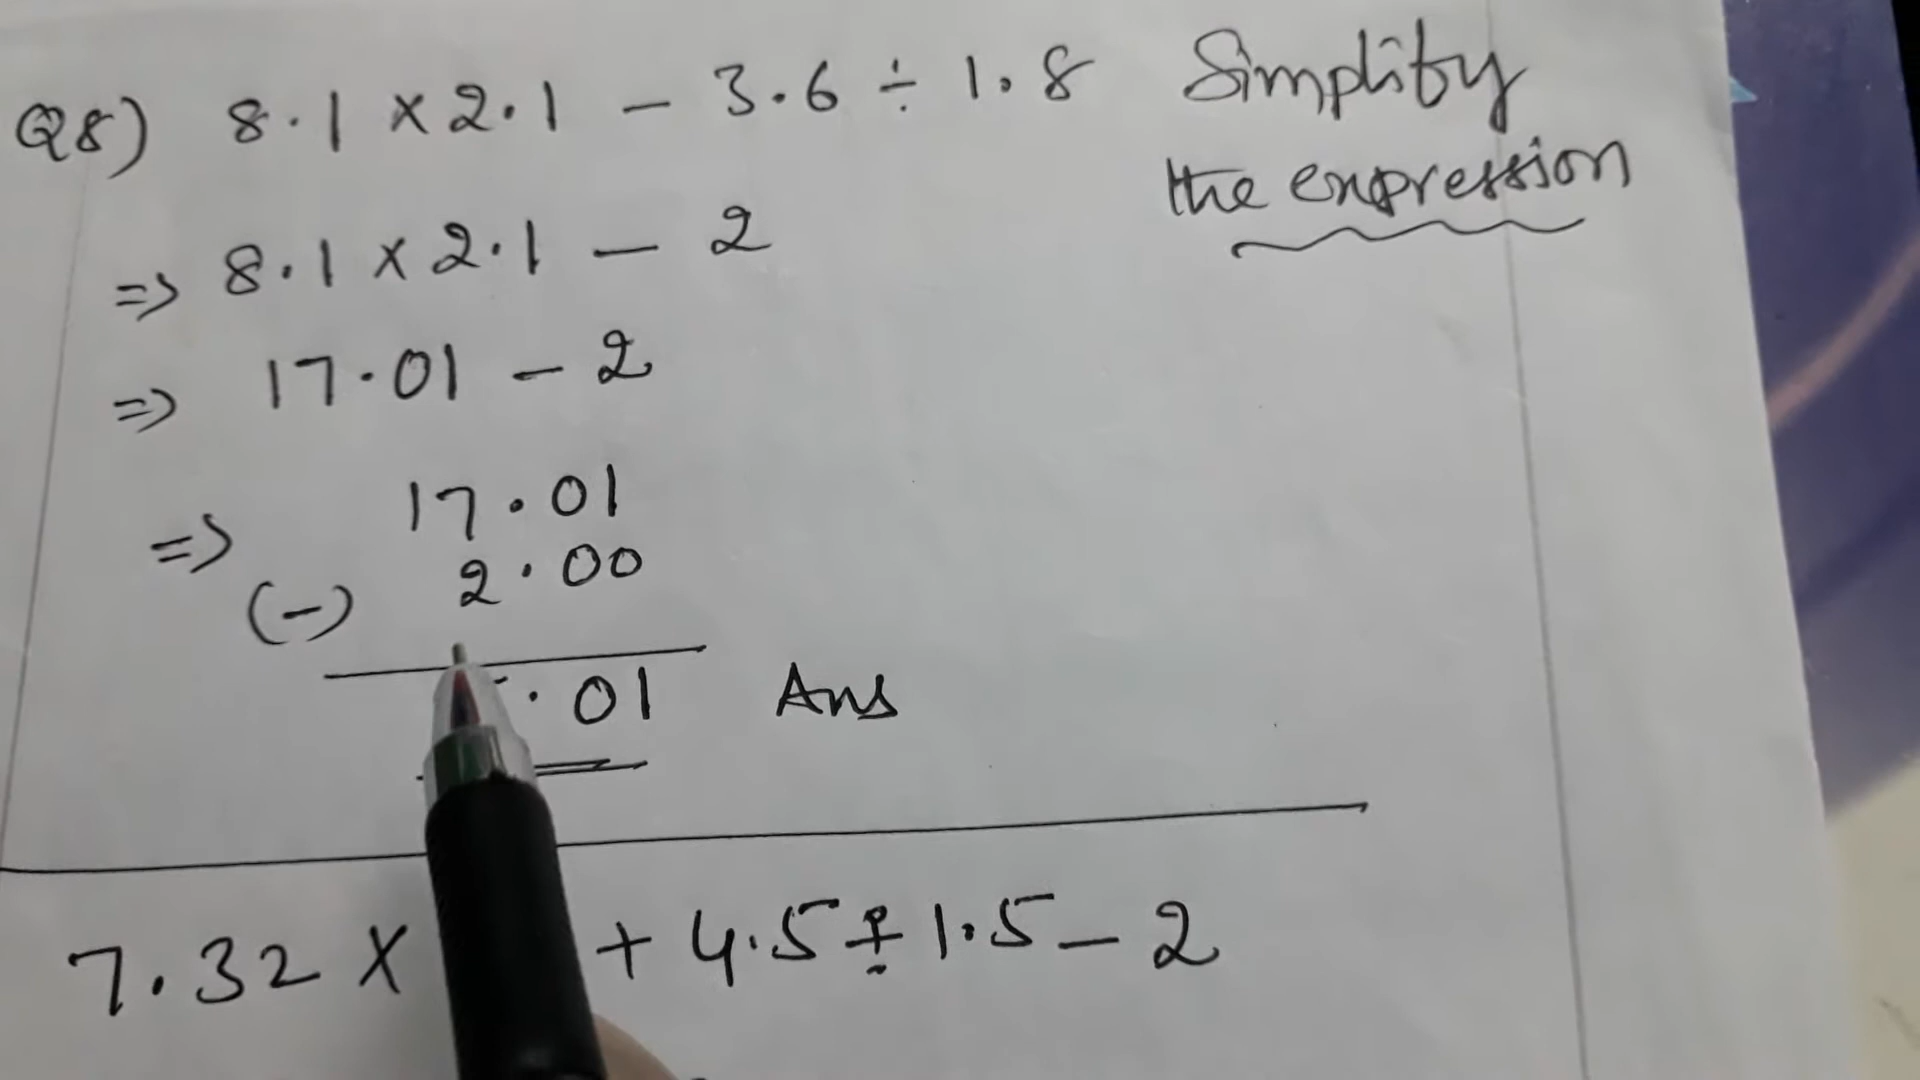 Q8) 8.1 × 2.1 - 3.6 ÷ 1.8 Simplify
the expression
=> 8.1 × 2.1 - 2
=> 17.01 - 2
=> 17.01
(-) 2.00
.01 Ans
7.32 × + 4.5 ÷ 1.5 - 2